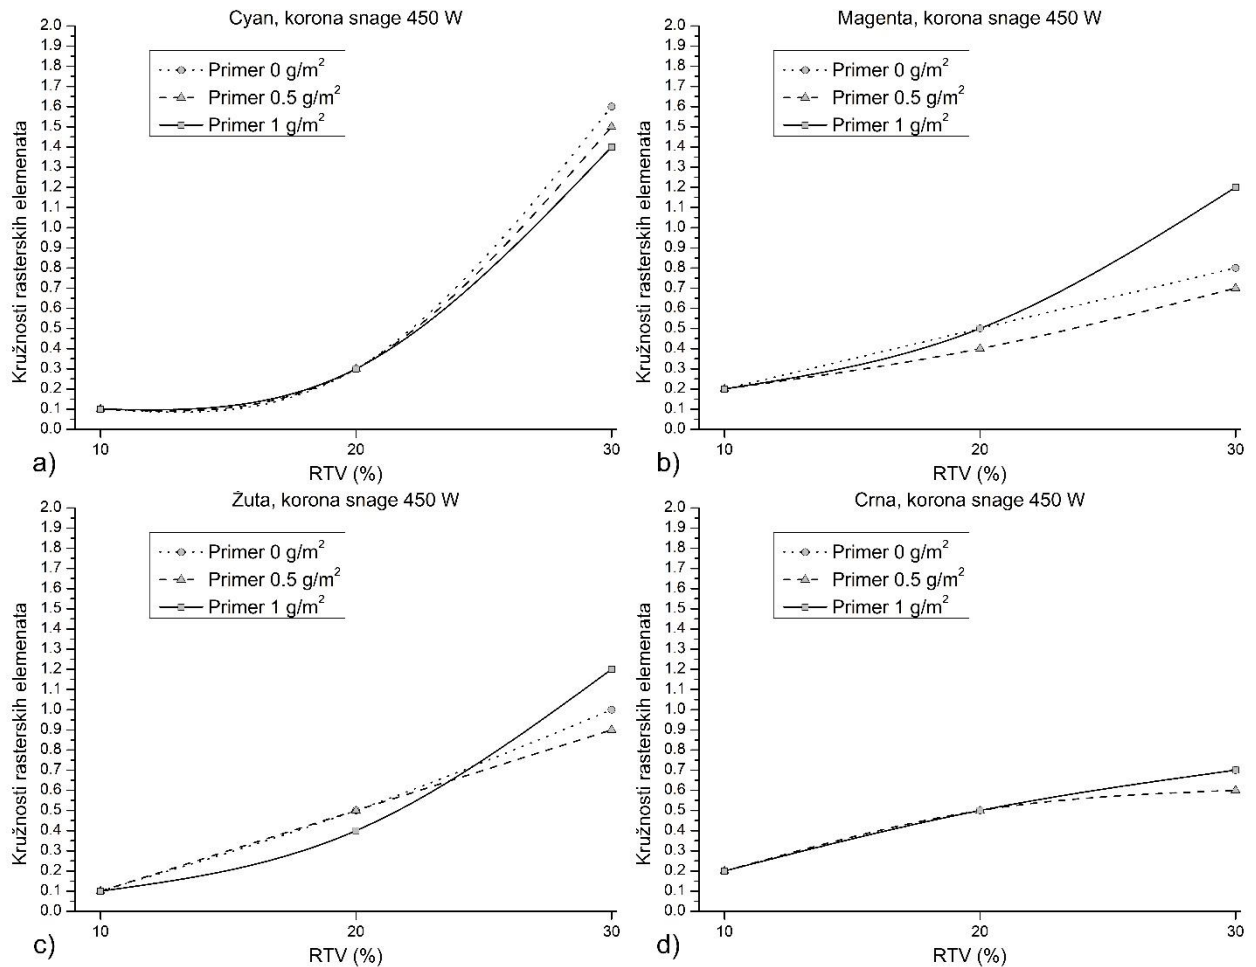 Cyan, korona snage 450 W
2.0
1.9
1.8
1.7
1.6
1.5
1.4
1.3
1.2
1.1
1.0
0.9
0.8
0.7
0.6
0.5
0.4
0.3
0.2
0.1
0.0
Kružnosti rasterskih elemenata
Primer 0 g/m²
Primer 0.5 g/m²
Primer 1 g/m²
10 20 30
RTV (%)
a)
Magenta, korona snage 450 W
2.0
1.9
1.8
1.7
1.6
1.5
1.4
1.3
1.2
1.1
1.0
0.9
0.8
0.7
0.6
0.5
0.4
0.3
0.2
0.1
0.0
Kružnosti rasterskih elemenata
Primer 0 g/m²
Primer 0.5 g/m²
Primer 1 g/m²
10 20 30
RTV (%)
b)
Žuta, korona snage 450 W
2.0
1.9
1.8
1.7
1.6
1.5
1.4
1.3
1.2
1.1
1.0
0.9
0.8
0.7
0.6
0.5
0.4
0.3
0.2
0.1
0.0
Kružnosti rasterskih elemenata
Primer 0 g/m²
Primer 0.5 g/m²
Primer 1 g/m²
10 20 30
RTV (%)
c)
Crna, korona snage 450 W
2.0
1.9
1.8
1.7
1.6
1.5
1.4
1.3
1.2
1.1
1.0
0.9
0.8
0.7
0.6
0.5
0.4
0.3
0.2
0.1
0.0
Kružnosti rasterskih elemenata
Primer 0 g/m²
Primer 0.5 g/m²
Primer 1 g/m²
10 20 30
RTV (%)
d)